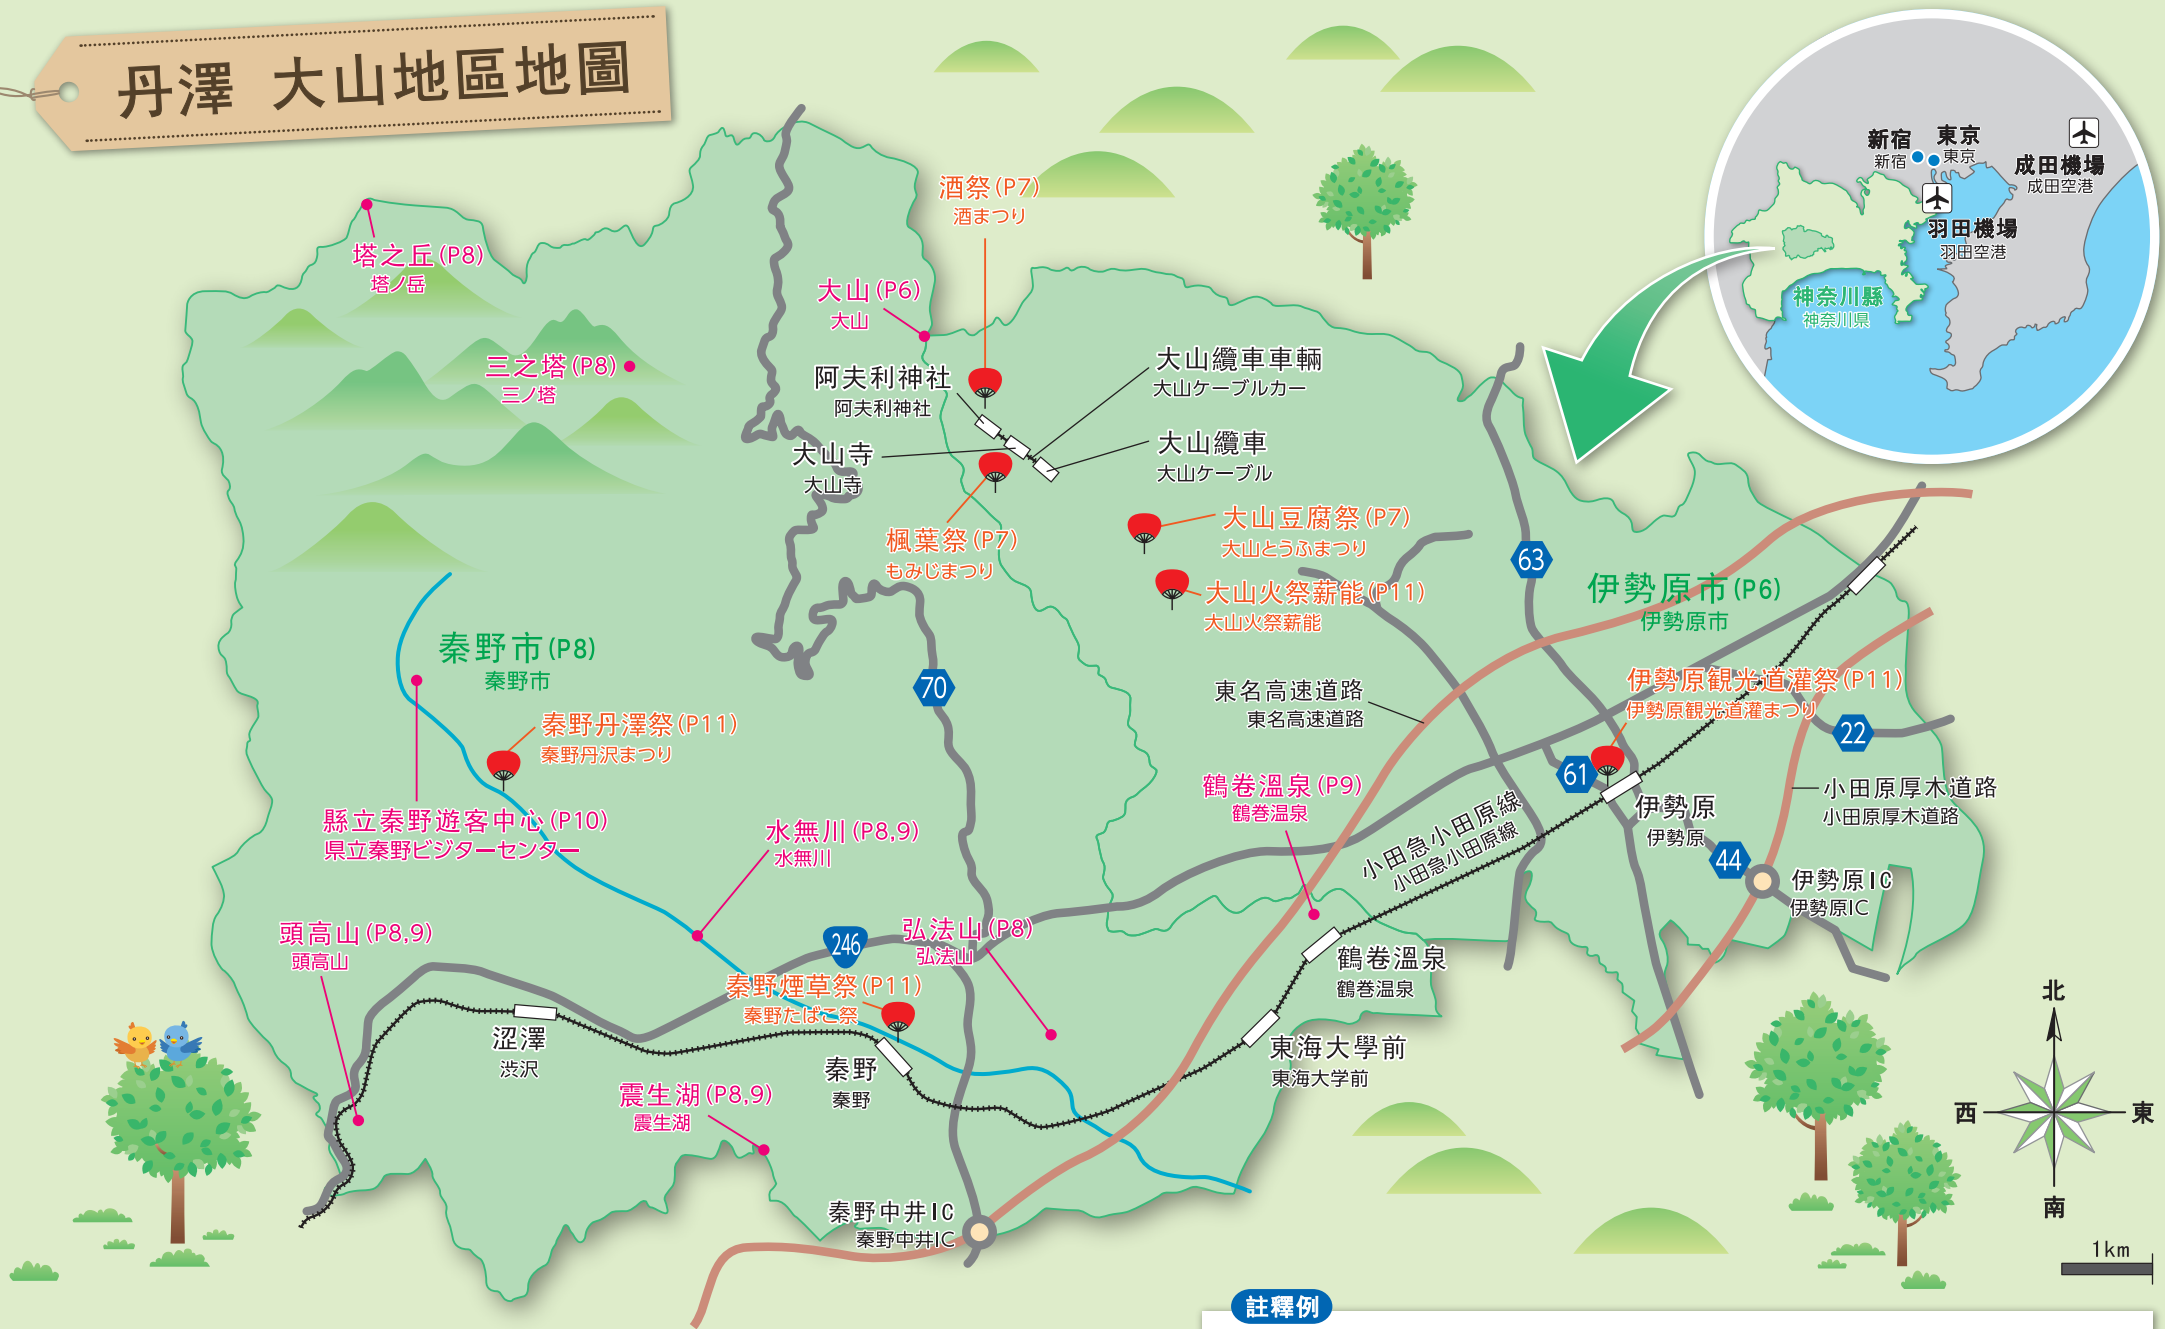 丹澤 大山地區地圖
新宿
新宿
東京
東京
成田機場
成田空港
羽田機場
羽田空港
神奈川縣
神奈川県
酒祭(P7)
酒まつり
塔之丘(P8)
塔ノ岳
大山(P6)
大山
三之塔(P8)
三ノ塔
阿夫利神社
阿夫利神社
大山纜車車輛
大山ケーブルカー
大山寺
大山寺
大山纜車
大山ケーブル
楓葉祭(P7)
もみじまつり
大山豆腐祭(P7)
大山とうふまつり
大山火祭薪能(P11)
大山火祭薪能
63
伊勢原市(P6)
伊勢原市
秦野市(P8)
秦野市
70
東名高速道路
東名高速道路
伊勢原観光道灌祭(P11)
伊勢原観光道灌まつり
22
秦野丹澤祭(P11)
秦野丹沢まつり
61
鶴卷溫泉(P9)
鶴巻温泉
小田急小田原線
小田急小田原線
伊勢原
伊勢原
小田原厚木道路
小田原厚木道路
縣立秦野遊客中心(P10)
県立秦野ビジターセンター
水無川(P8,9)
水無川
44
伊勢原IC
伊勢原IC
頭高山(P8,9)
頭高山
246
弘法山(P8)
弘法山
鶴卷溫泉
鶴巻温泉
秦野煙草祭(P11)
秦野たばこ祭
沼澤
渋沢
秦野
秦野
東海大學前
東海大学前
震生湖(P8,9)
震生湖
秦野中井IC
秦野中井IC
北
西
東
南
1km
註釋例